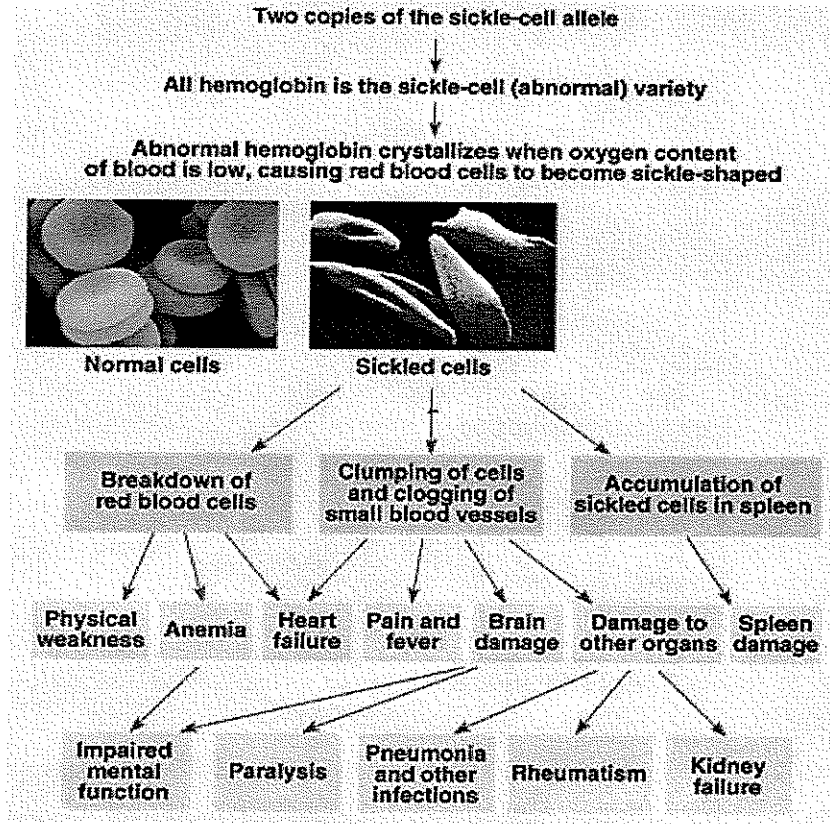 Two copies of the sickle-cell allele
All hemoglobin is the sickle-cell (abnormal) variety
Abnormal hemoglobin crystallizes when oxygen content
of blood is low, causing red blood cells to become sickle-shaped
Normal cells
Sickled cells
Breakdown of
red blood cells
Clumping of cells
and clogging of
small blood vessels
Accumulation of
sickled cells in spleen
Physical
weakness
Anemia
Heart
failure
Pain and
fever
Brain
damage
Damage to
other organs
Spleen
damage
Impaired
mental
function
Paralysis
Pneumonia
and other
infections
Rheumatism
Kidney
failure